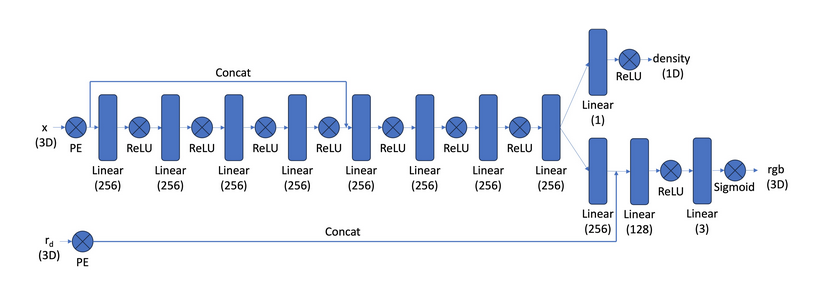 Concat
x
(3D)
PE
Linear
(256)
ReLU
Linear
(256)
ReLU
Linear
(256)
ReLU
Linear
(256)
ReLU
Linear
(256)
ReLU
Linear
(256)
ReLU
Linear
(256)
ReLU
Linear
(256)
Linear
(1)
ReLU
density
(1D)
Linear
(256)
Linear
(128)
ReLU
Linear
(3)
Sigmoid
rgb
(3D)
rd
(3D)
PE
Concat